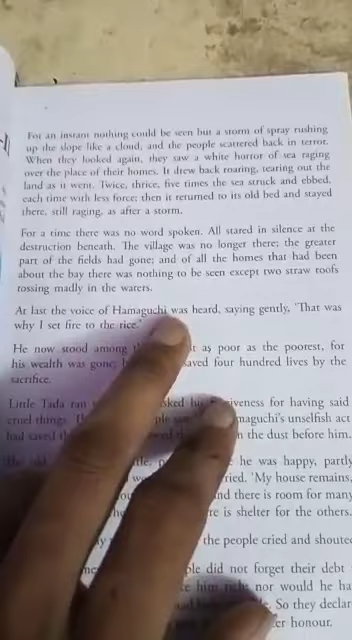 For an instant nothing could be seen but a storm of spray rushing
up the slope like a cloud, and the people scattered back in terror.
When they looked again, they saw a white horror of sea raging
over the place of their homes. It drew back roaring, tearing out the
land as it went. Twice, thrice, five times the sea struck and ebbed,
each time with less force; then it returned to its old bed and stayed
there, still raging, as after a storm.
For a time there was no word spoken. All stared in silence at the
destruction beneath. The village was no longer there; the greater
part of the fields had gone; and of all the homes that had been
about the bay there was nothing to be seen except two straw roofs
tossing madly in the waters.
At last the voice of Hamaguchi was heard, saying gently, 'That was
why I set fire to the rice.'
He now stood among as poor as the poorest, for
his wealth was gone; saved four hundred lives by the
sacrifice.
Little Tada ran for having said
cruel things. unselfish act
had saved the dust before him.
he was happy, partly
'My house remains,
there is room for many
is shelter for the others.
the people cried and
did not forget their debt
him nor would he
So they
honour.